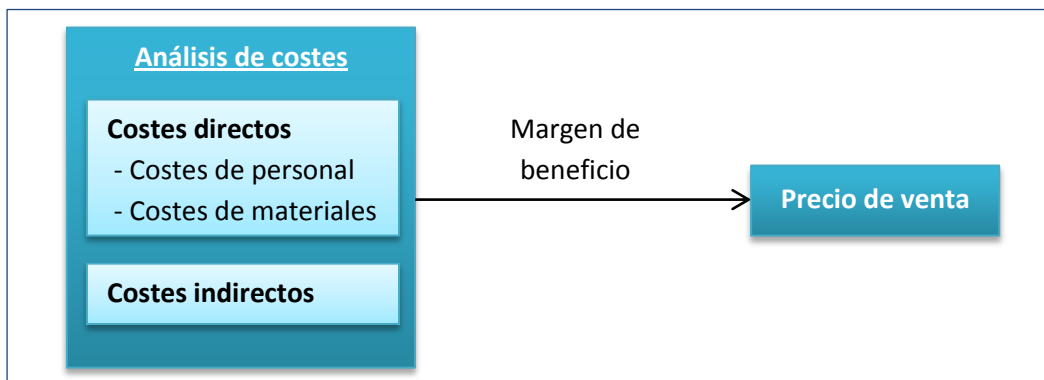 Análisis de costes
Costes directos
- Costes de personal
- Costes de materiales
Costes indirectos
Margen de
beneficio
Precio de venta